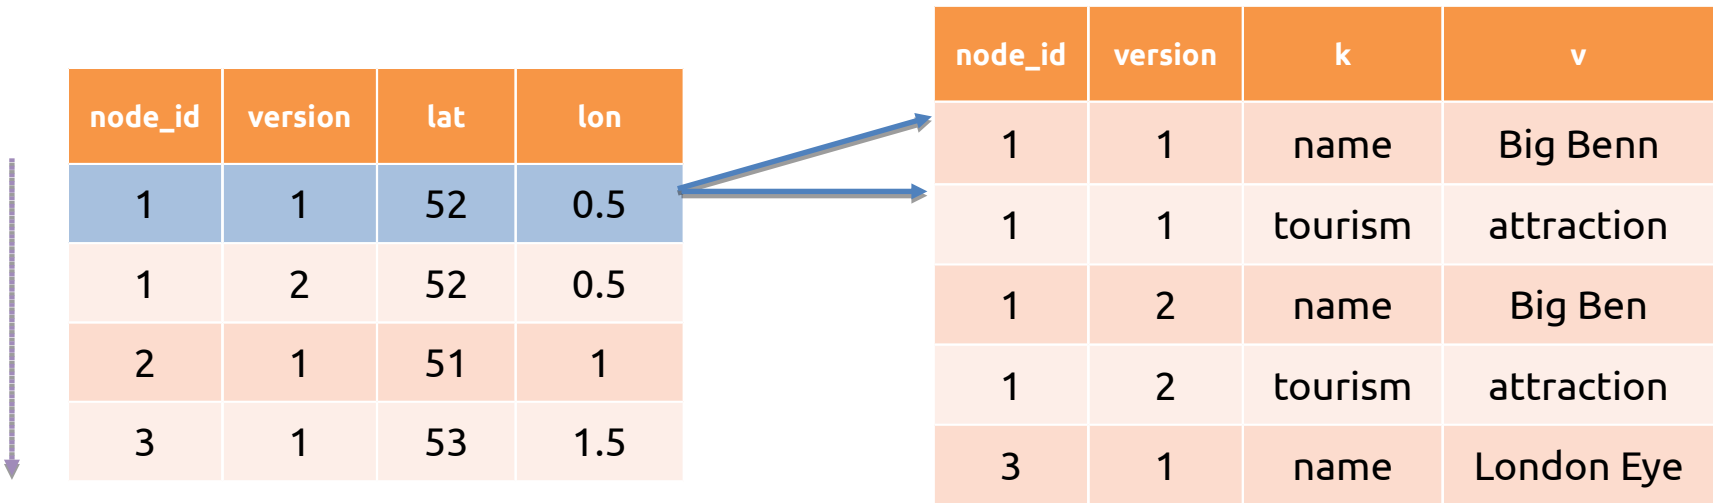 node_id version lat lon
1 1 52 0.5
1 2 52 0.5
2 1 51 1
3 1 53 1.5
node_id version k v
1 1 name Big Benn
1 1 tourism attraction
1 2 name Big Ben
1 2 tourism attraction
3 1 name London Eye